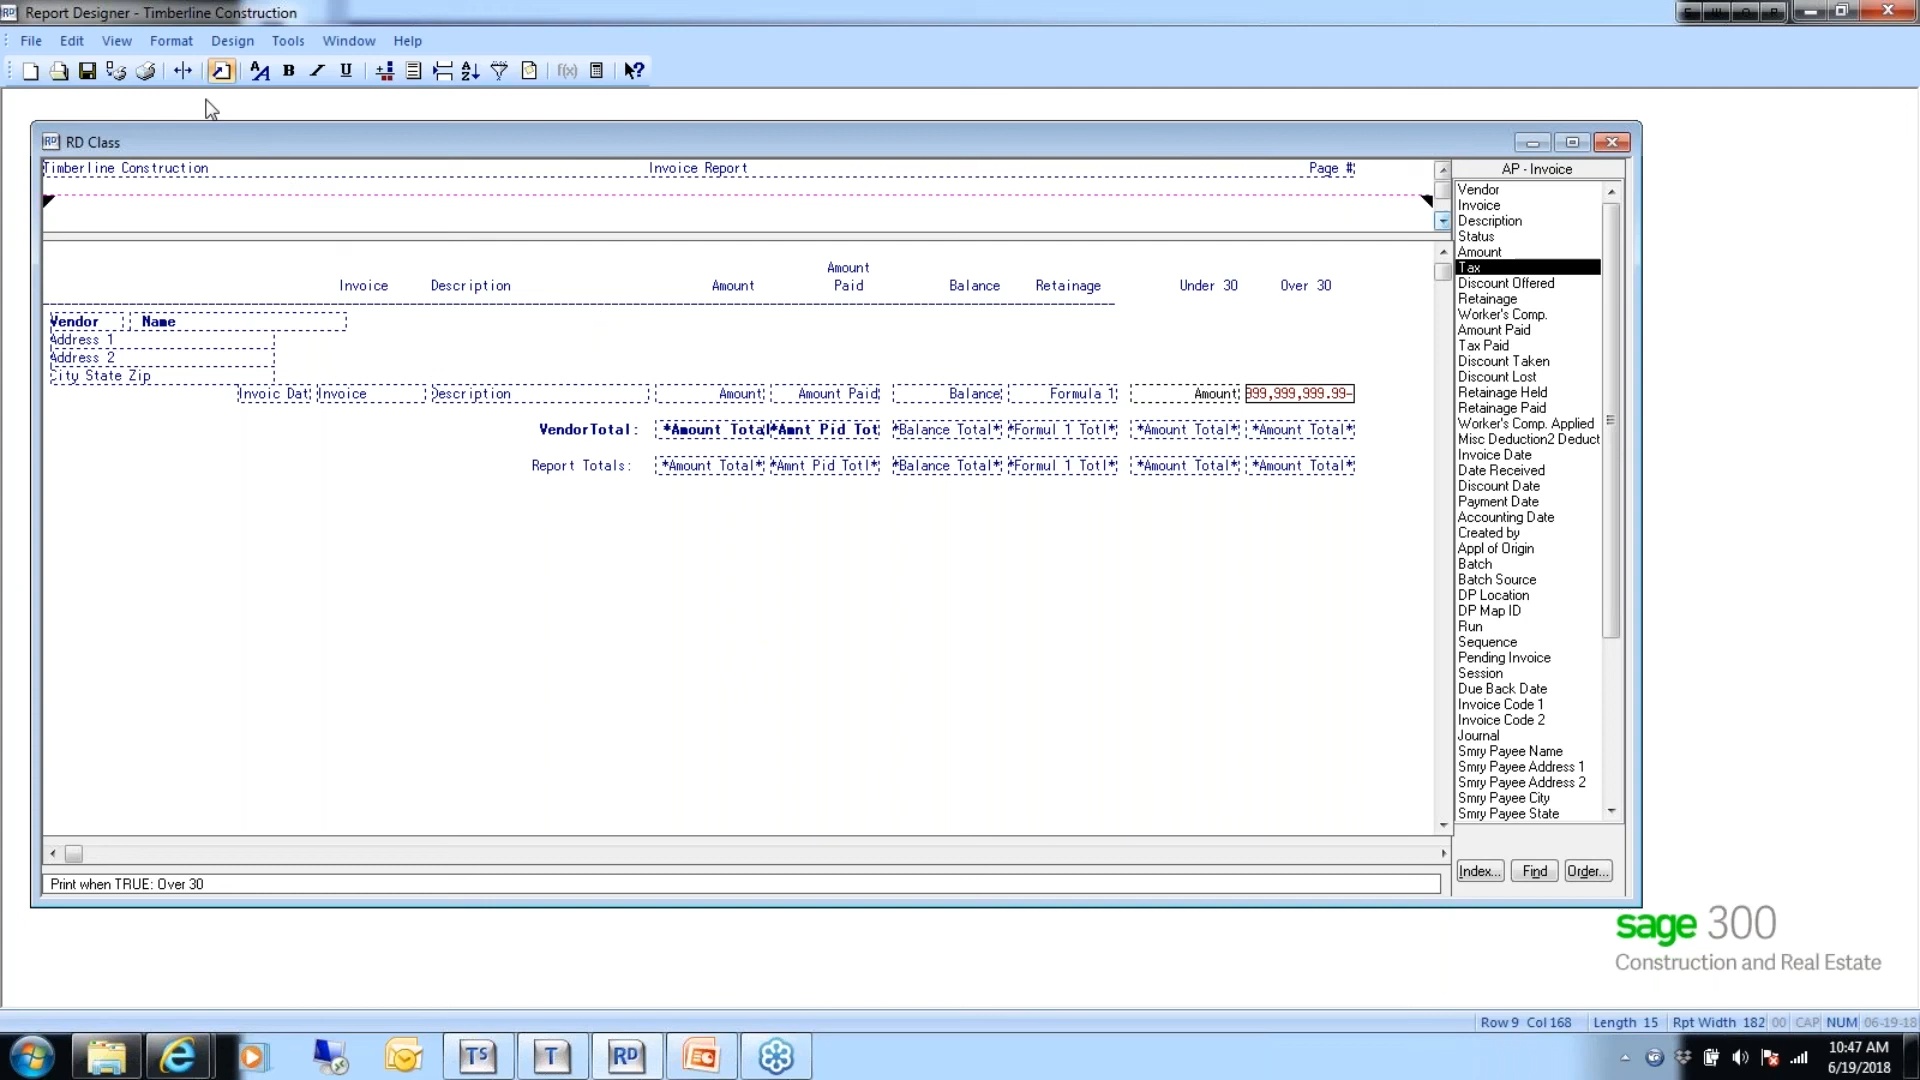 Report Designer - Timberline Construction
File Edit View Format Design Tools Window Help
RD Class
Timberline Construction Invoice Report Page #
AP - Invoice
Amount
Invoice Description Amount Paid Balance Retainage Under 30 Over 30
Vendor Name
Address 1
Address 2
City State Zip
Invoic Dat Invoice Description Amount Amount Paid Balance Formula 1 Amount 999,999,999.99-
VendorTotal: *Amount Total *Amnt Pid Tot *Balance Total* *Formul 1 Totl* *Amount Total* *Amount Total*
Report Totals: *Amount Total* *Amnt Pid Totl* *Balance Total* *Formul 1 Totl* *Amount Total* *Amount Total*
Vendor
Invoice
Description
Status
Amount
Tax
Discount Offered
Retainage
Worker's Comp.
Amount Paid
Tax Paid
Discount Taken
Discount Lost
Retainage Held
Retainage Paid
Worker's Comp. Applied
Misc Deduction2 Deduct
Invoice Date
Date Received
Discount Date
Payment Date
Accounting Date
Created by
Appl of Origin
Batch
Batch Source
DP Location
DP Map ID
Run
Sequence
Pending Invoice
Session
Due Back Date
Invoice Code 1
Invoice Code 2
Journal
Smry Payee Name
Smry Payee Address 1
Smry Payee Address 2
Smry Payee City
Smry Payee State
Index... Find Order...
Print when TRUE: Over 30
sage 300
Construction and Real Estate
Row 9 Col 168 Length 15 Rpt Width 182 00 CAP NUM 06-19-18
TS T RD
10:47 AM
6/19/2018